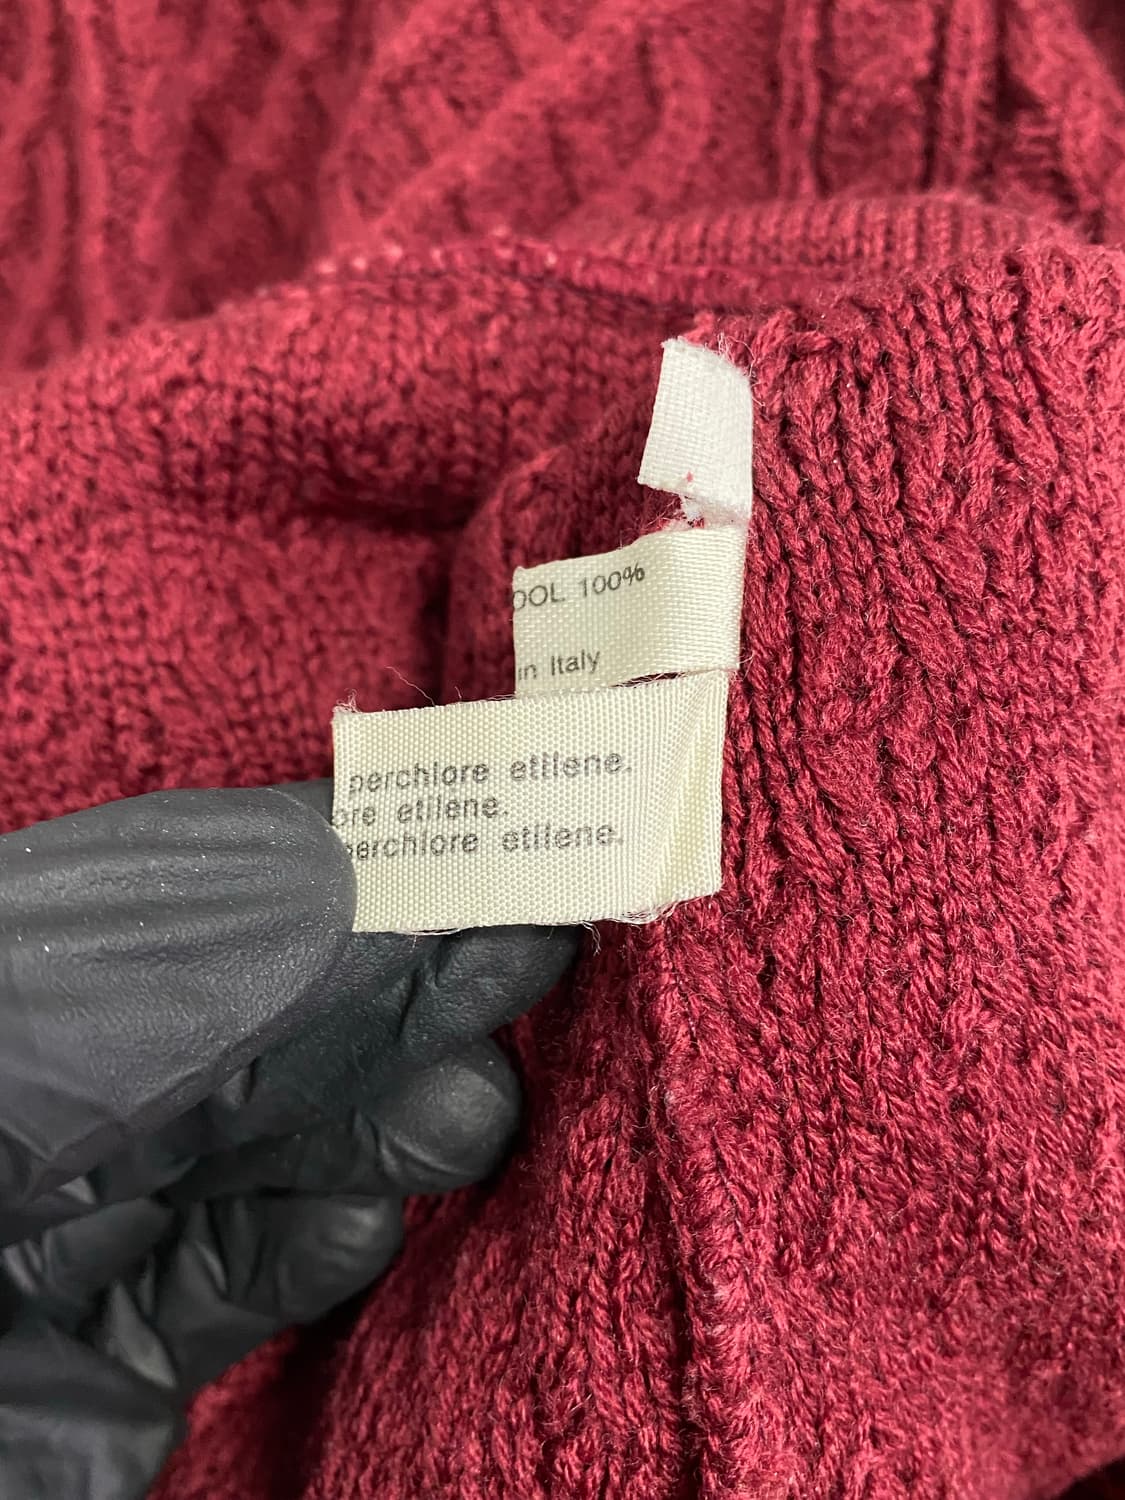 OOL 100%
in Italy
perchlore etilene.
ore etilene.
perchlore etilene.